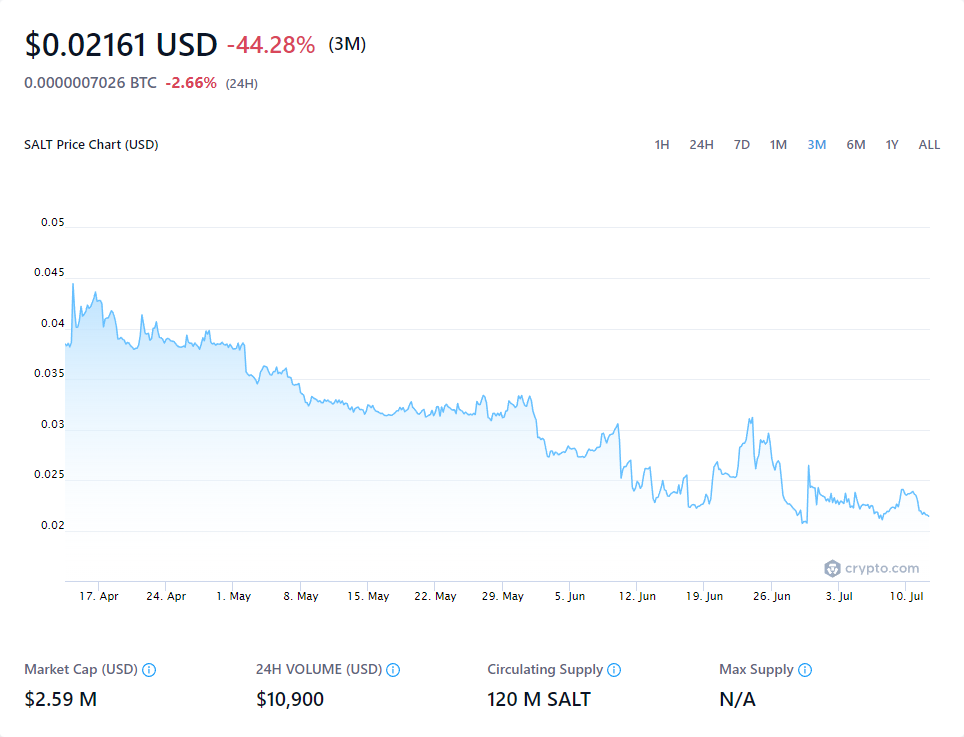 $0.02161 USD -44.28% (3M)
0.0000007026 BTC -2.66% (24H)
SALT Price Chart (USD) 1H 24H 7D 1M 3M 6M 1Y ALL
0.05
0.045
0.04
0.035
0.03
0.025
0.02
crypto.com
17. Apr 24. Apr 1. May 8. May 15. May 22. May 29. May 5. Jun 12. Jun 19. Jun 26. Jun 3. Jul 10. Jul
Market Cap (USD) 24H VOLUME (USD) Circulating Supply Max Supply
$2.59 M $10,900 120 M SALT N/A